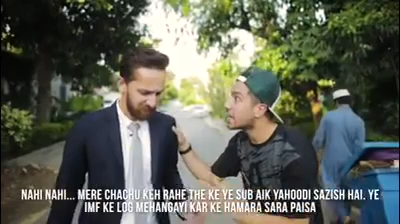 NAHI NAHI... MERE CHACHU KEH RAHE THE KE YE SUB AIK YAHOODI SAZISH HAI. YE
IMF KE LOG MEHANGAYI KAR KE HAMARA SARA PAISA